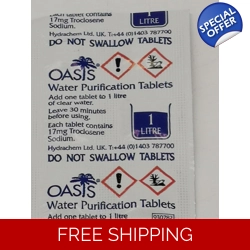 SPECIAL
OFFER
Each tablet contains
17mg Troclosene
Sodium.
1
LITRE
Hydrachem Ltd. UK. T:+44 (0)1403 787700
DO NOT SWALLOW TABLETS
OASIS
Water Purification Tablets
Add one tablet to 1 litre
of clear water.
Leave 30 minutes
before using.
Each tablet contains
17mg Troclosene
Sodium.
1
LITRE
Hydrachem Ltd. UK. T:+44 (0)1403 787700
DO NOT SWALLOW TABLETS
OASIS
Water Purification Tablets
Add one tablet to 1 litre
FREE SHIPPING